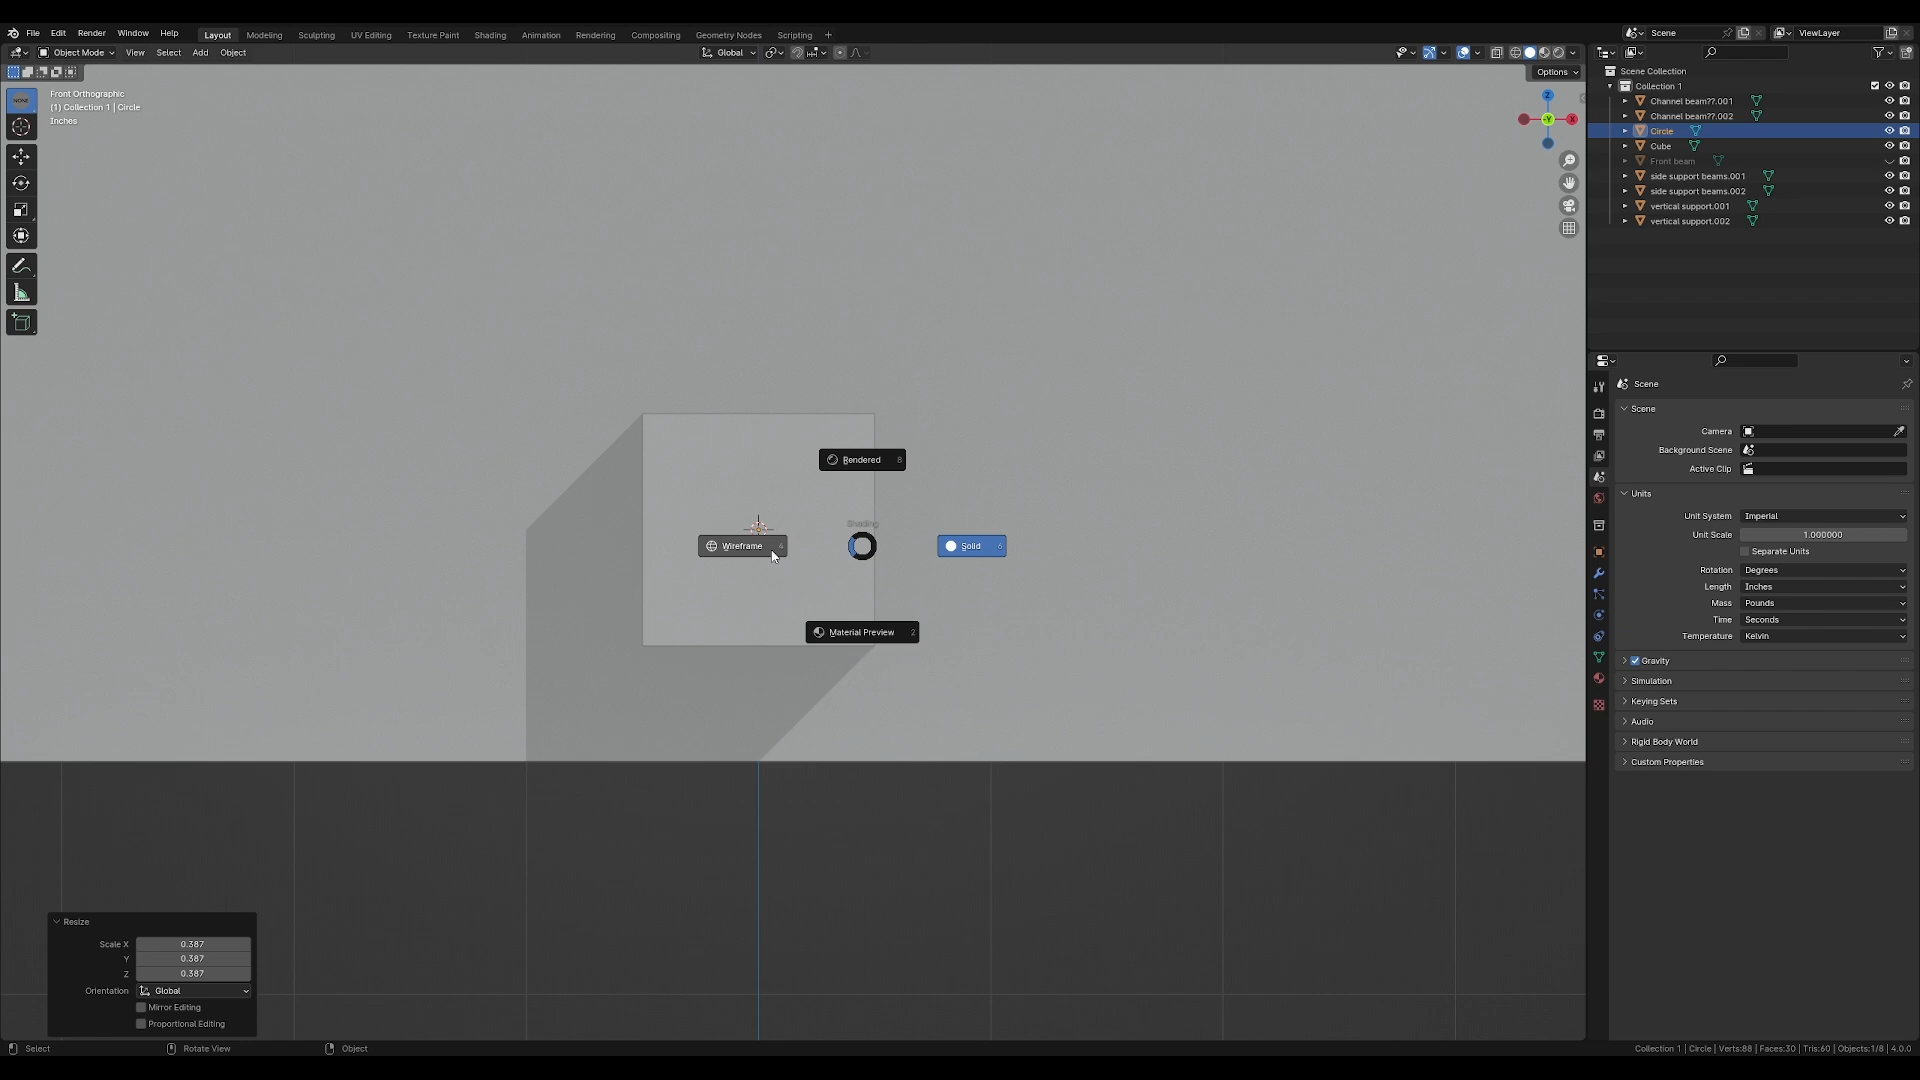 File Edit Render Window Help Layout Modeling Sculpting UV Editing Texture Paint Shading Animation Rendering Compositing Geometry Nodes Scripting + Scene ViewLayer
Object Mode View Select Add Object Global
Options
Front Orthographic
(1) Collection 1 | Circle
Inches
NONE
Z
-Y
X
Scene Collection
Collection 1
Channel beam??.001
Channel beam??.002
Circle
Cube
Front beam
side support beams.001
side support beams.002
vertical support.001
vertical support.002
Rendered 8
Shading
Wireframe 4
Solid 6
Material Preview 2
Scene
Scene
Camera
Background Scene
Active Clip
Units
Unit System Imperial
Unit Scale 1.000000
Separate Units
Rotation Degrees
Length Inches
Mass Pounds
Time Seconds
Temperature Kelvin
Gravity
Simulation
Keying Sets
Audio
Rigid Body World
Custom Properties
Resize
Scale X 0.387
Y 0.387
Z 0.387
Orientation Global
Mirror Editing
Proportional Editing
Select Rotate View Object
Collection 1 | Circle | Verts:88 | Faces:30 | Tris:60 | Objects:1/8 | 4.0.0